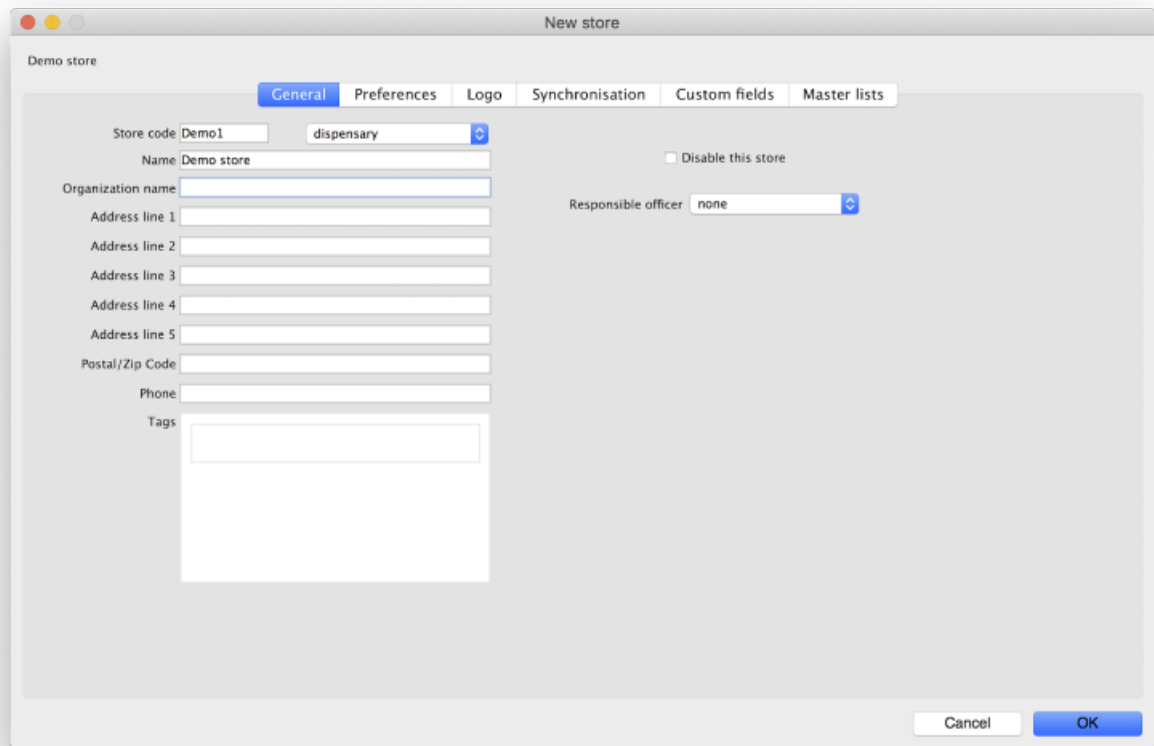 New store
Demo store
General Preferences Logo Synchronisation Custom fields Master lists
Store code Demo1 dispensary
Name Demo store
Disable this store
Organization name
Responsible officer none
Address line 1
Address line 2
Address line 3
Address line 4
Address line 5
Postal/Zip Code
Phone
Tags
Cancel OK